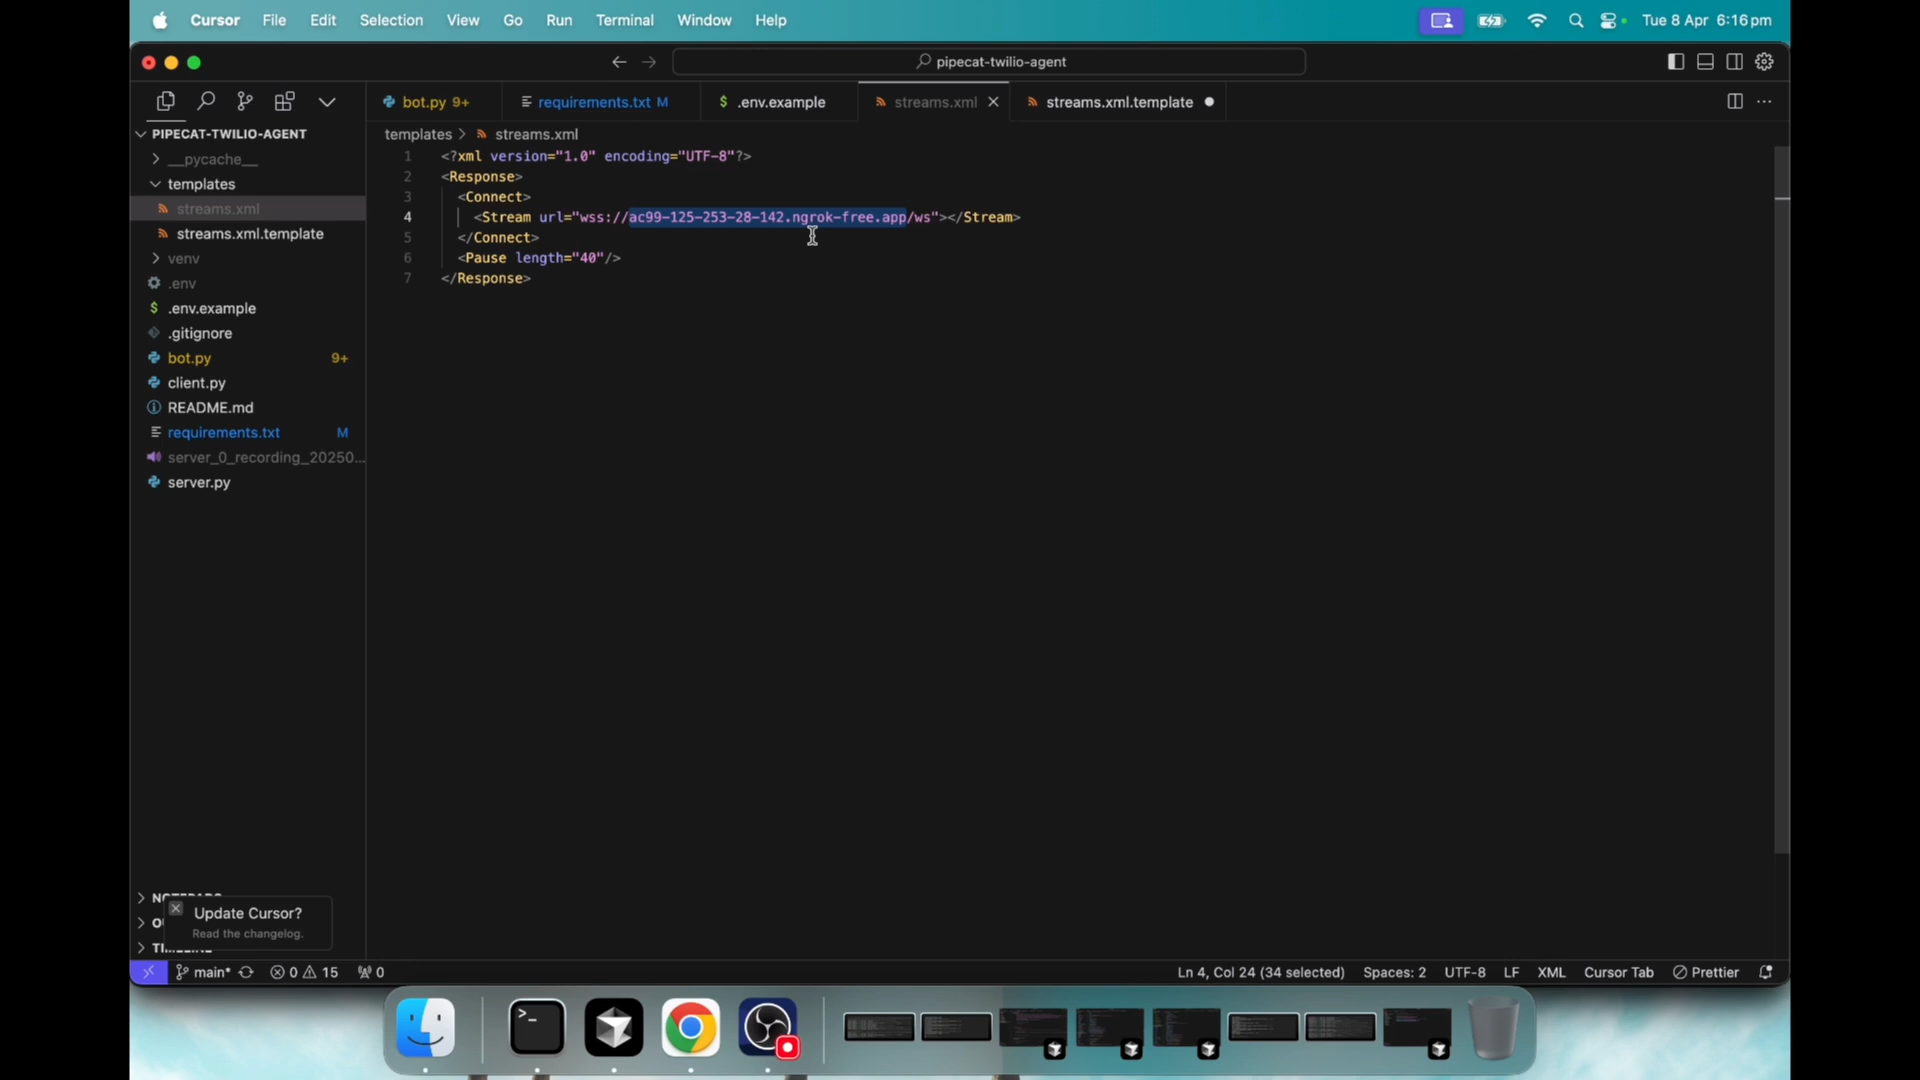 Cursor File Edit Selection View Go Run Terminal Window Help Tue 8 Apr 6:16 pm
pipecat-twilio-agent
bot.py 9+ requirements.txt M $ .env.example streams.xml streams.xml.template
PIPECAT-TWILIO-AGENT
__pycache__
templates
streams.xml
streams.xml.template
venv
.env
$ .env.example
.gitignore
bot.py 9+
client.py
README.md
requirements.txt M
server_0_recording_20250...
server.py
templates > streams.xml
1 <?xml version="1.0" encoding="UTF-8"?>
2 <Response>
3 <Connect>
4 <Stream url="wss://ac99-125-253-28-142.ngrok-free.app/ws"></Stream>
5 </Connect>
6 <Pause length="40"/>
7 </Response>
Update Cursor?
Read the changelog.
main* 0 15 0 Ln 4, Col 24 (34 selected) Spaces: 2 UTF-8 LF XML Cursor Tab Prettier